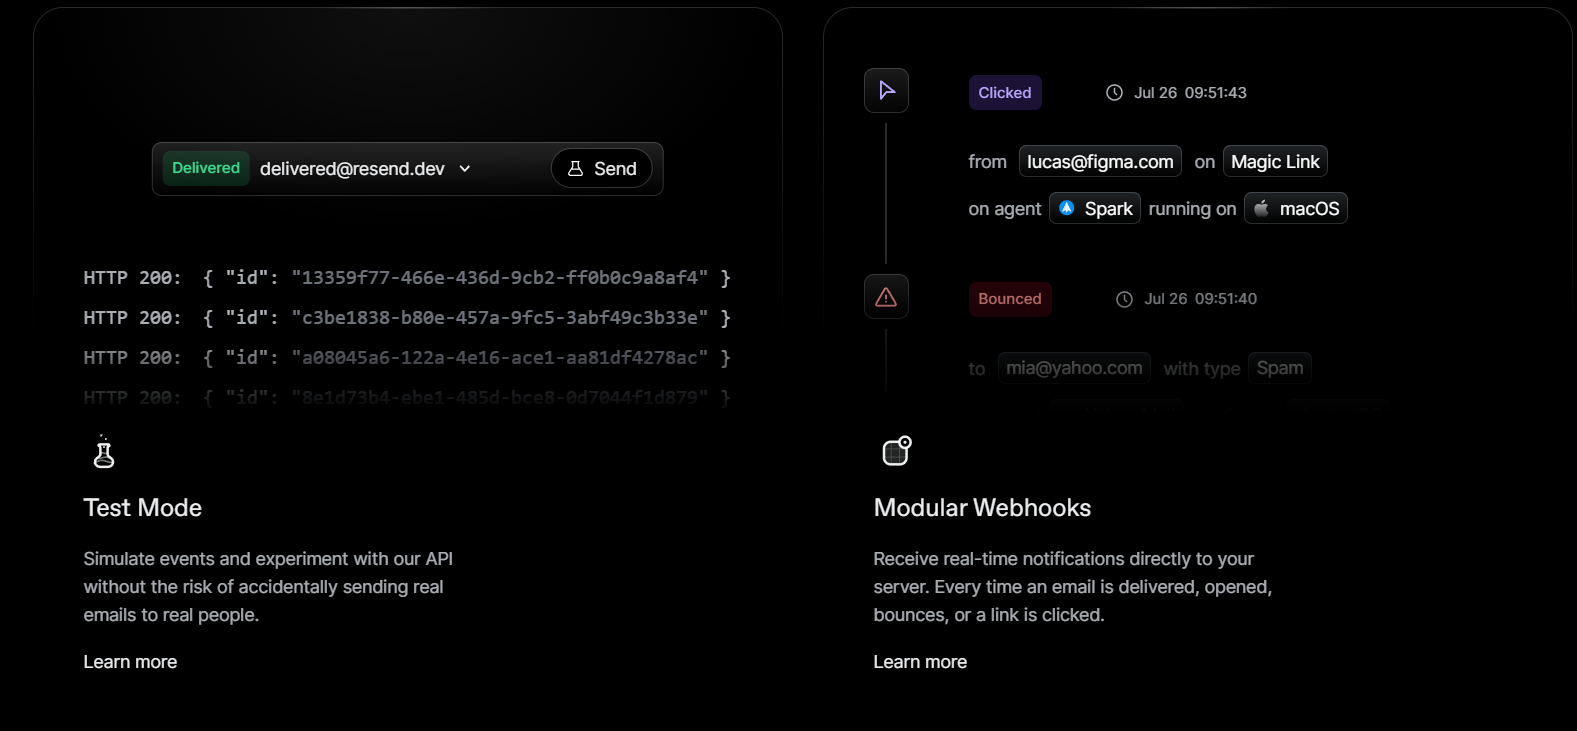 Delivered delivered@resend.dev Send
HTTP 200: { "id": "13359f77-466e-436d-9cb2-ff0b0c9a8af4" }
HTTP 200: { "id": "c3be1838-b80e-457a-9fc5-3abf49c3b33e" }
HTTP 200: { "id": "a08045a6-122a-4e16-ace1-aa81df4278ac" }
HTTP 200: { "id": "8e1d73b4-ebe1-485d-bce8-0d7044f1d879" }
Test Mode
Simulate events and experiment with our API
without the risk of accidentally sending real
emails to real people.
Learn more
Clicked Jul 26 09:51:43
from lucas@figma.com on Magic Link
on agent Spark running on macOS
Bounced Jul 26 09:51:40
to mia@yahoo.com with type Spam
Modular Webhooks
Receive real-time notifications directly to your
server. Every time an email is delivered, opened,
bounces, or a link is clicked.
Learn more